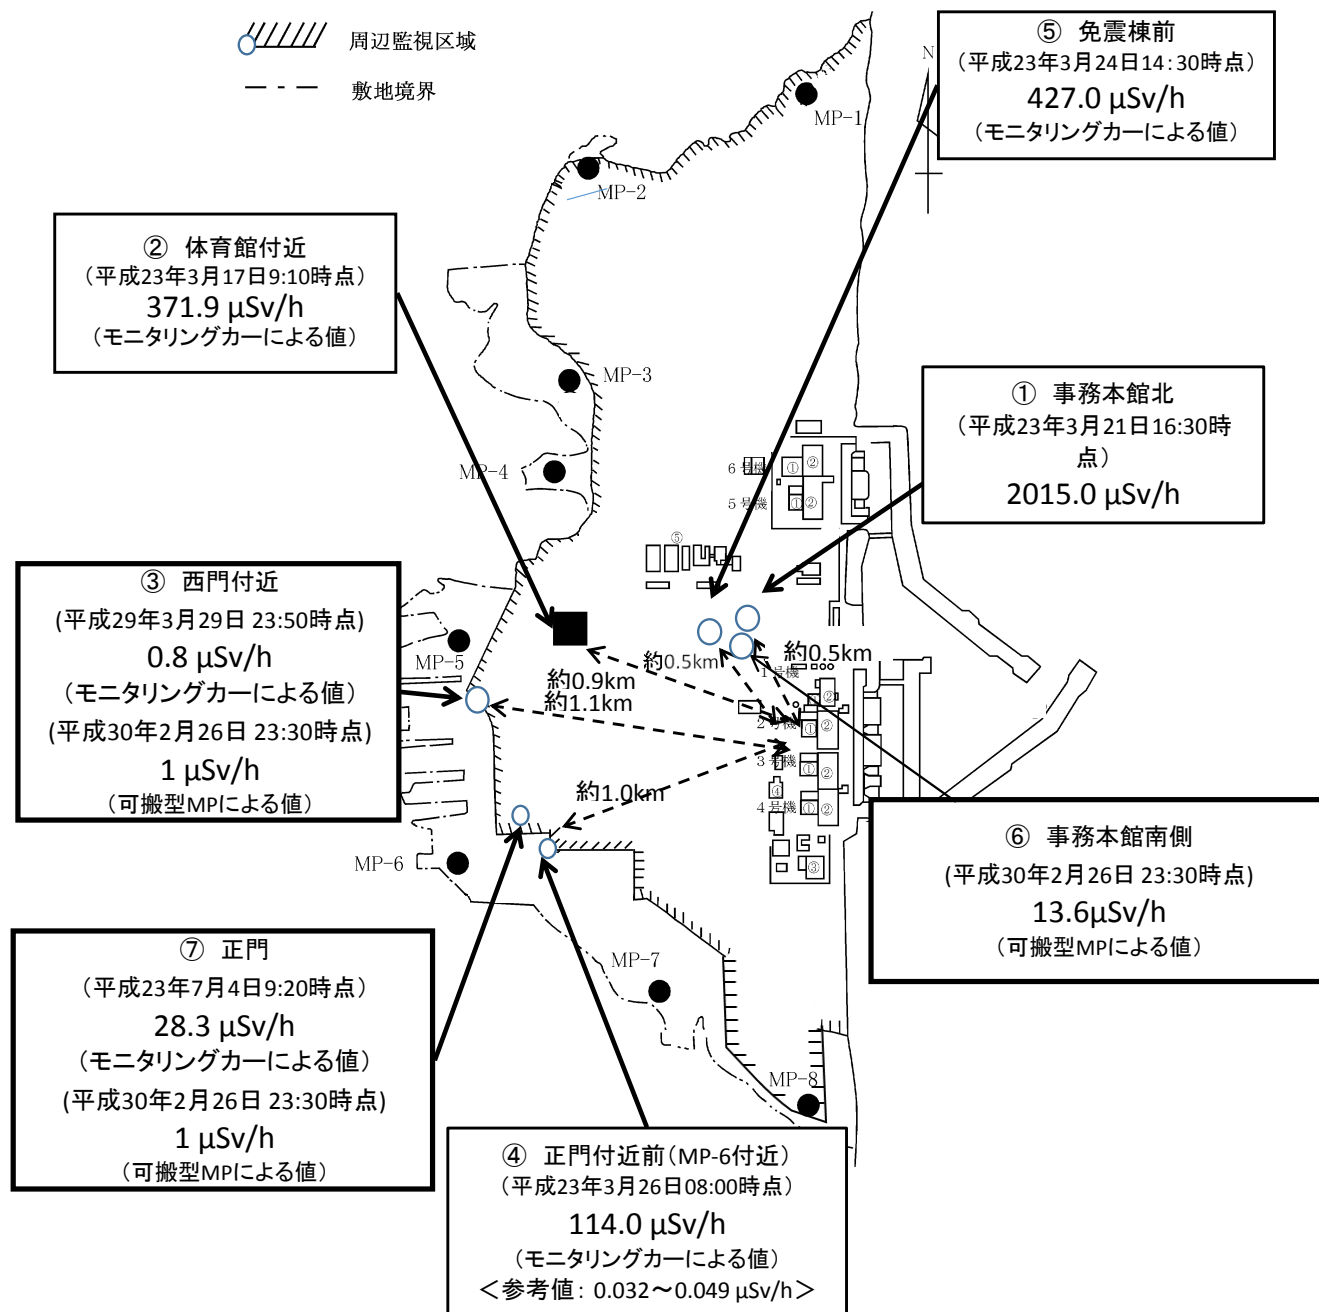 周辺監視区域
敷地境界
⑤ 免震棟前
(平成23年3月24日14:30時点)
427.0 μSv/h
(モニタリングカーによる値)
N
MP-1
MP-2
② 体育館付近
(平成23年3月17日9:10時点)
371.9 μSv/h
(モニタリングカーによる値)
MP-3
① 事務本館北
(平成23年3月21日16:30時
点)
2015.0 μSv/h
MP-4
6号機
① ②
5号機
① ②
⑤
③ 西門付近
(平成29年3月29日 23:50時点)
0.8 μSv/h
(モニタリングカーによる値)
(平成30年2月26日 23:30時点)
1 μSv/h
(可搬型MPによる値)
MP-5
約0.9km
約1.1km
約0.5km
約0.5km
1号機
②
2号機
① ②
3号機
① ②
④
4号機
① ②
③
約1.0km
MP-6
⑥ 事務本館南側
(平成30年2月26日 23:30時点)
13.6μSv/h
(可搬型MPによる値)
⑦ 正門
(平成23年7月4日9:20時点)
28.3 μSv/h
(モニタリングカーによる値)
(平成30年2月26日 23:30時点)
1 μSv/h
(可搬型MPによる値)
MP-7
MP-8
④ 正門付近前(MP-6付近)
(平成23年3月26日08:00時点)
114.0 μSv/h
(モニタリングカーによる値)
<参考値: 0.032～0.049 μSv/h>